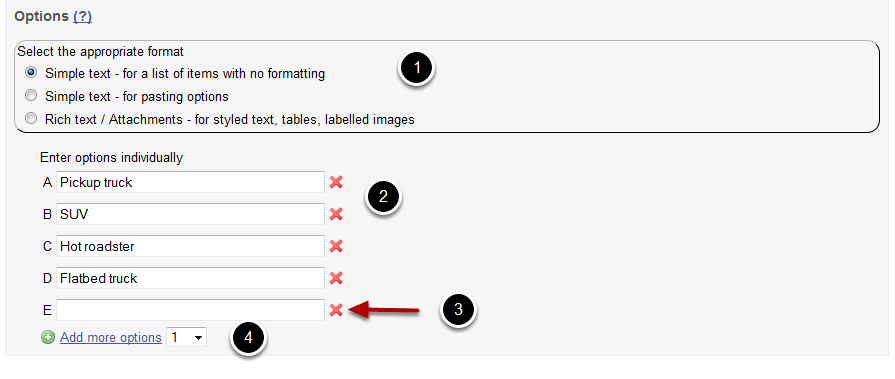 Options (?)
Select the appropriate format
Simple text - for a list of items with no formatting
1
Simple text - for pasting options
Rich text / Attachments - for styled text, tables, labelled images
Enter options individually
A Pickup truck
2
B SUV
C Hot roadster
D Flatbed truck
E
3
Add more options 1
4